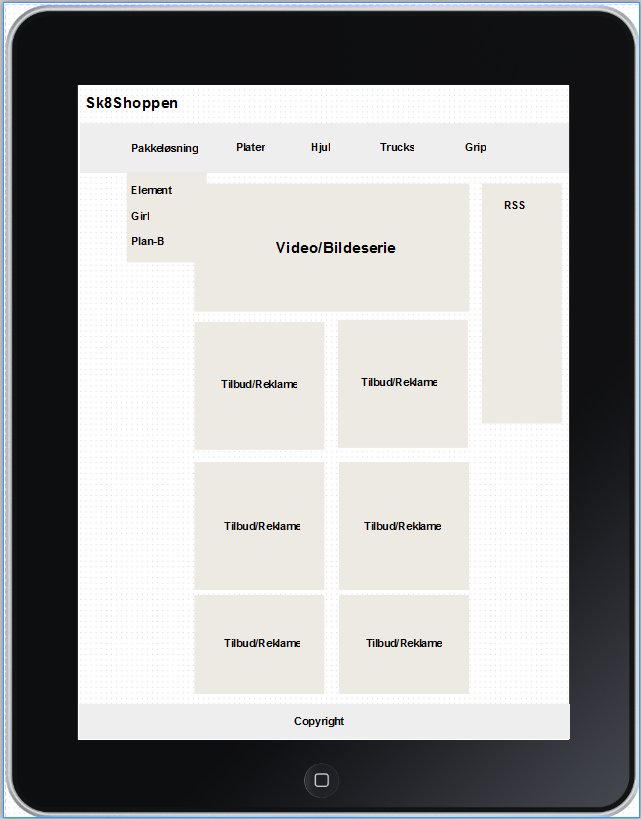 Sk8Shoppen
Pakkeløsning Plater Hjul Trucks Grip
Element
Girl
Plan-B
Video/Bildeserie
RSS
Tilbud/Reklame Tilbud/Reklame
Tilbud/Reklame Tilbud/Reklame
Tilbud/Reklame Tilbud/Reklame
Copyright